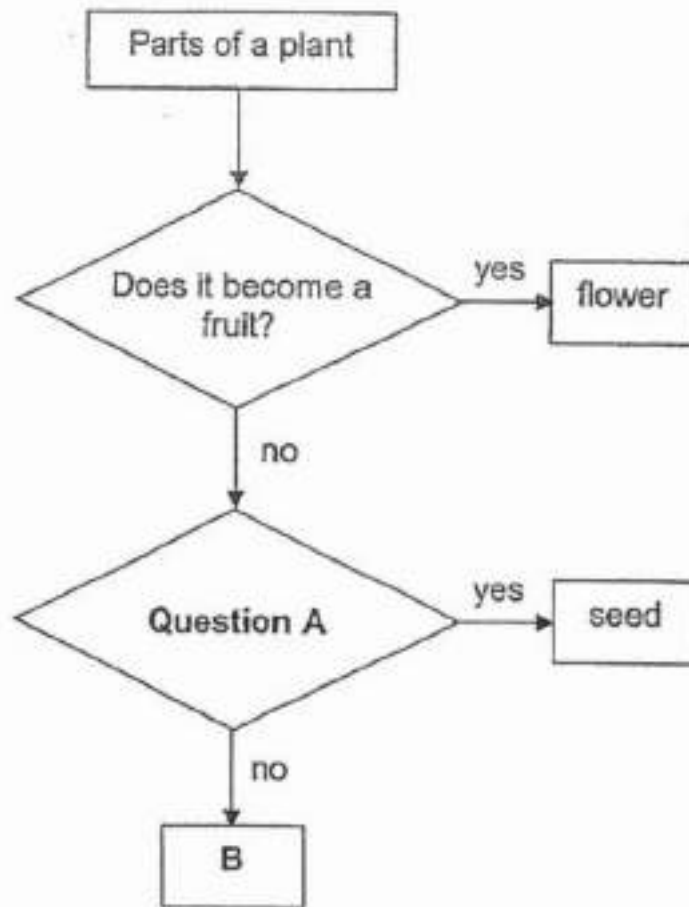 Parts of a plant
Does it become a
fruit?
yes
flower
no
Question A
yes
seed
no
B